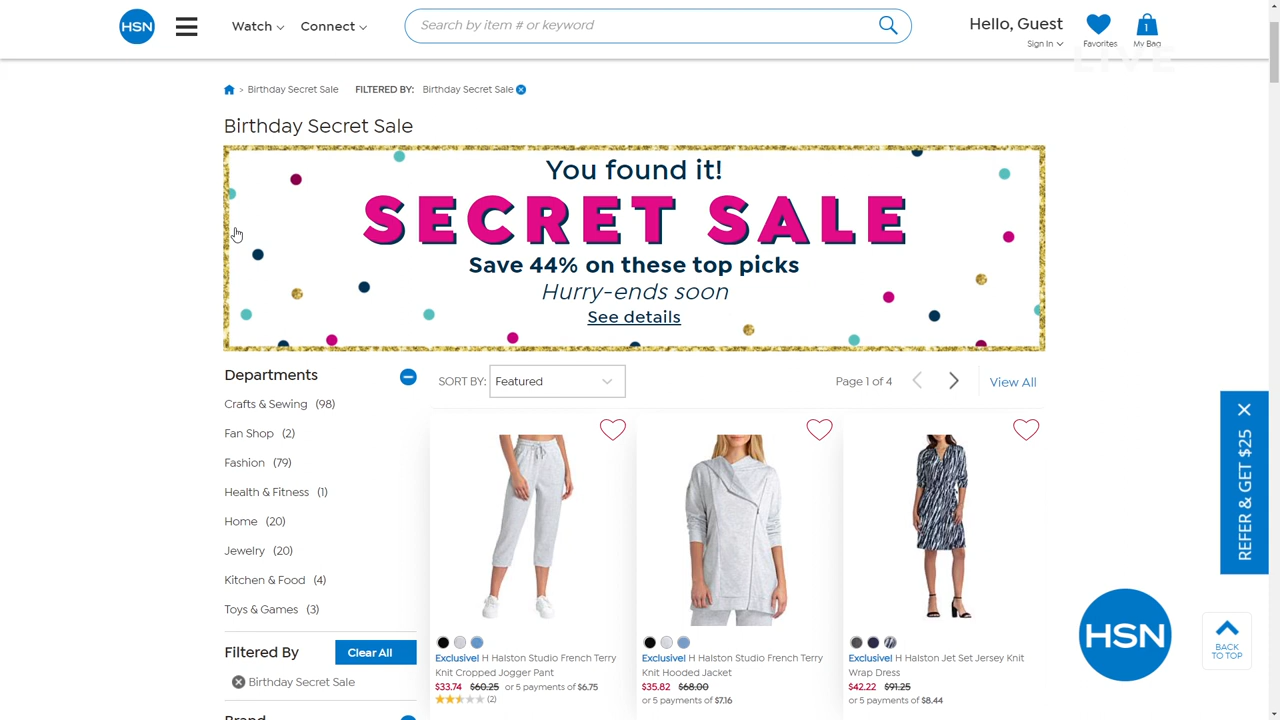 HSN
Watch
Connect
Search by item # or keyword
Hello, Guest
Sign In
Favorites
1
My Bag
LIVE
> Birthday Secret Sale
FILTERED BY:
Birthday Secret Sale
Birthday Secret Sale
You found it!
SECRET SALE
Save 44% on these top picks
Hurry-ends soon
See details
Departments
Crafts & Sewing (98)
Fan Shop (2)
Fashion (79)
Health & Fitness (1)
Home (20)
Jewelry (20)
Kitchen & Food (4)
Toys & Games (3)
Filtered By
Clear All
Birthday Secret Sale
Brand
SORT BY:
Featured
Page 1 of 4
View All
Exclusive! H Halston Studio French Terry
Knit Cropped Jogger Pant
$33.74 $60.25 or 5 payments of $6.75
(2)
Exclusive! H Halston Studio French Terry
Knit Hooded Jacket
$35.82 $68.00
or 5 payments of $7.16
Exclusive! H Halston Jet Set Jersey Knit
Wrap Dress
$42.22 $91.25
or 5 payments of $8.44
REFER & GET $25
HSN
BACK
TO TOP